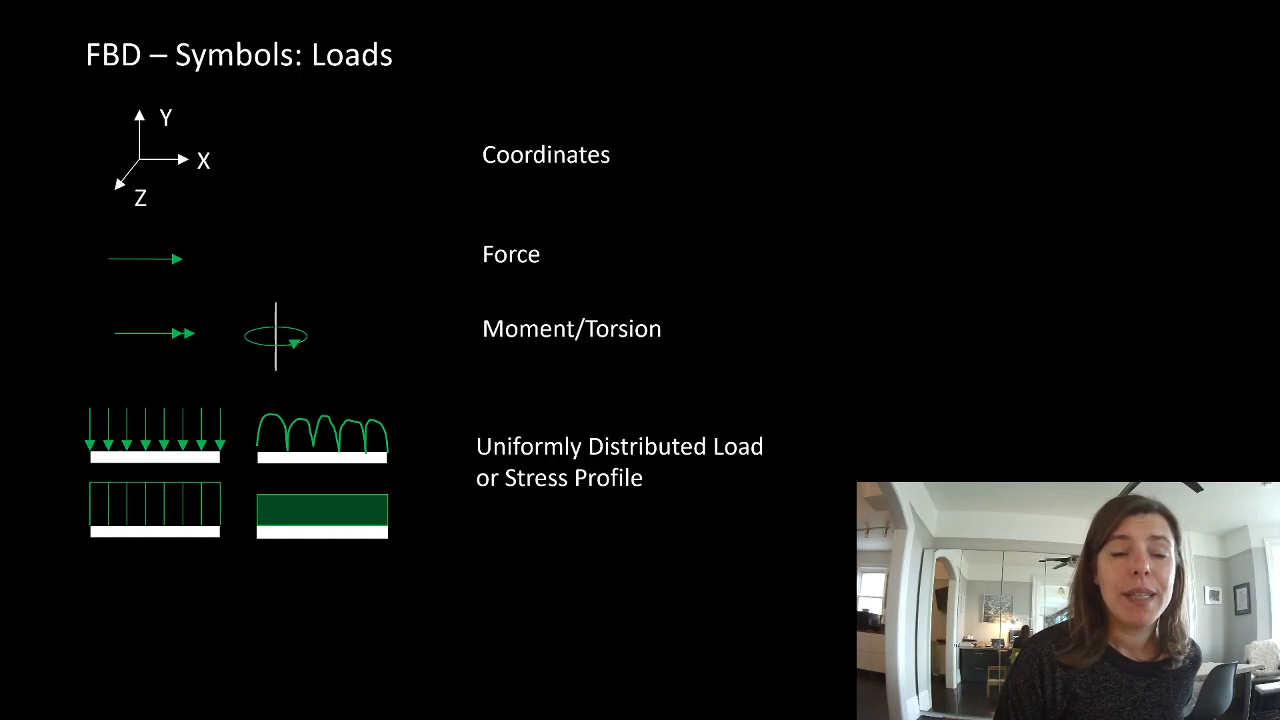 FBD – Symbols: Loads
Y
X
Z
Coordinates
Force
Moment/Torsion
Uniformly Distributed Load
or Stress Profile